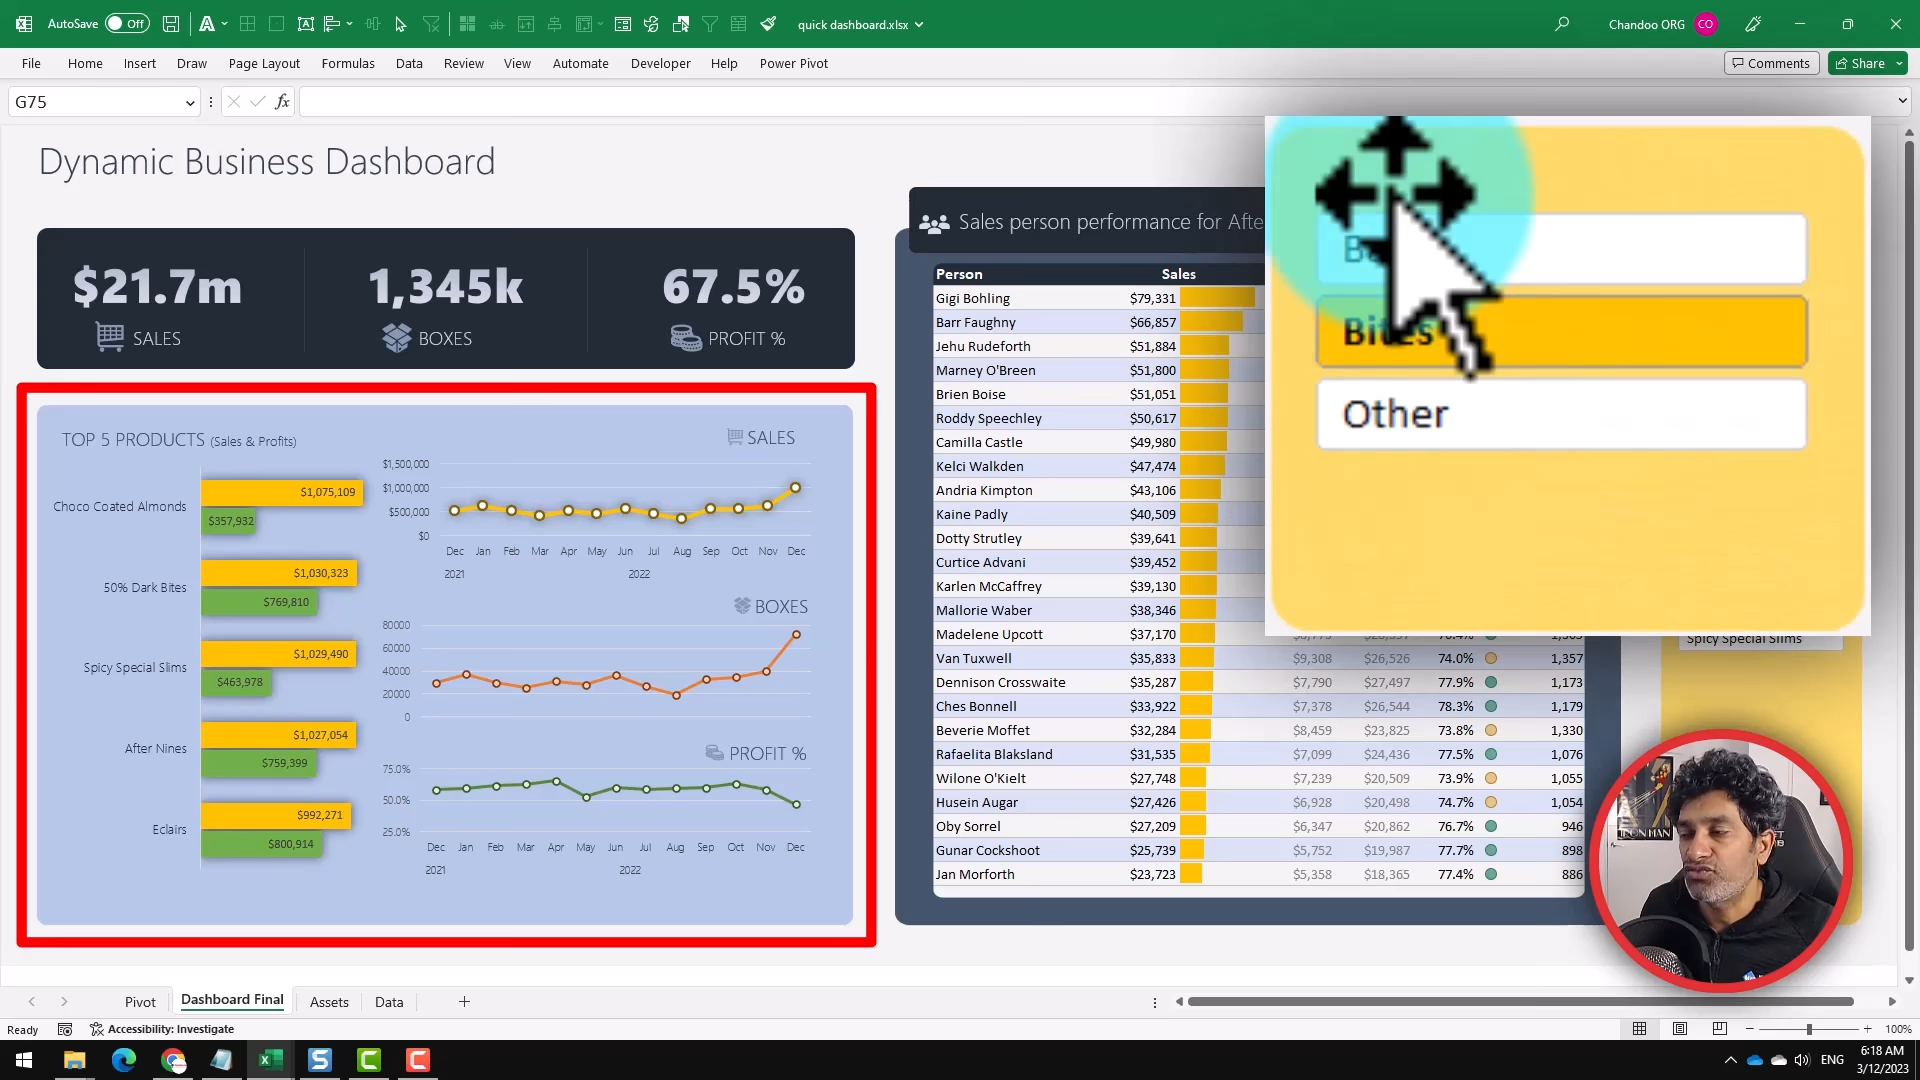 AutoSave Off
quick dashboard.xlsx
Chandoo ORG CO
File Home Insert Draw Page Layout Formulas Data Review View Automate Developer Help Power Pivot
Comments Share
G75 fx
Dynamic Business Dashboard
$21.7m 1,345k 67.5%
SALES BOXES PROFIT %
TOP 5 PRODUCTS (Sales & Profits)
Choco Coated Almonds $1,075,109
$357,932
50% Dark Bites $1,030,323
$769,810
Spicy Special Slims $1,029,490
$463,978
After Nines $1,027,054
$759,399
Eclairs $992,271
$800,914
SALES
$1,500,000
$1,000,000
$500,000
$0
Dec Jan Feb Mar Apr May Jun Jul Aug Sep Oct Nov Dec
2021 2022
BOXES
80000
60000
40000
20000
0
PROFIT %
75.0%
50.0%
25.0%
Dec Jan Feb Mar Apr May Jun Jul Aug Sep Oct Nov Dec
2021 2022
Sales person performance for Afte
Person Sales
Gigi Bohling $79,331
Barr Faughny $66,857
Jehu Rudeforth $51,884
Marney O'Breen $51,800
Brien Boise $51,051
Roddy Speechley $50,617
Camilla Castle $49,980
Kelci Walkden $47,474
Andria Kimpton $43,106
Kaine Padly $40,509
Dotty Strutley $39,641
Curtice Advani $39,452
Karlen McCaffrey $39,130
Mallorie Waber $38,346
Madelene Upcott $37,170
Van Tuxwell $35,833 $9,308 $26,526 74.0% 1,357
Dennison Crosswaite $35,287 $7,790 $27,497 77.9% 1,173
Ches Bonnell $33,922 $7,378 $26,544 78.3% 1,179
Beverie Moffet $32,284 $8,459 $23,825 73.8% 1,330
Rafaelita Blaksland $31,535 $7,099 $24,436 77.5% 1,076
Wilone O'Kielt $27,748 $7,239 $20,509 73.9% 1,055
Husein Augar $27,426 $6,928 $20,498 74.7% 1,054
Oby Sorrel $27,209 $6,347 $20,862 76.7% 946
Gunar Cockshoot $25,739 $5,752 $19,987 77.7% 898
Jan Morforth $23,723 $5,358 $18,365 77.4% 886
Bites
Other
Spicy Special Slims
IRON MAN
Pivot Dashboard Final Assets Data
Ready Accessibility: Investigate 100%
ENG
6:18 AM
3/12/2023